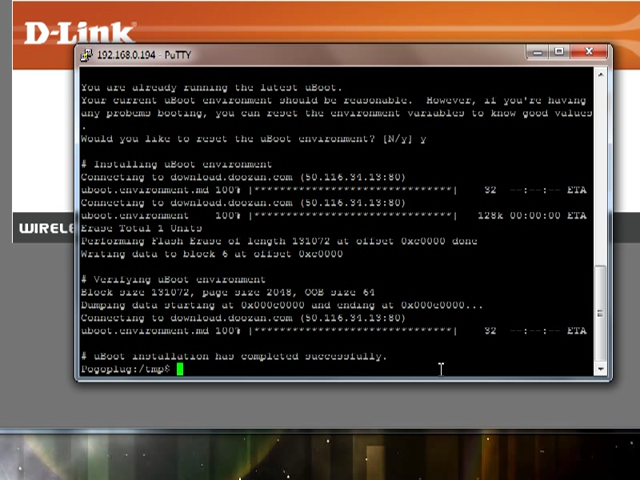 D-Link
192.168.0.194 - PuTTY
You are already running the latest uBoot.
Your current uBoot environment should be reasonable.  However, if you're having
any probems booting, you can reset the environment variables to know good values
.
Would you like to reset the uBoot environment? [N/y] y
# Installing uBoot environment
Connecting to download.doozan.com (50.116.34.13:80)
uboot.environment.md 100% |*******************************|    32  --:--:-- ETA
Connecting to download.doozan.com (50.116.34.13:80)
uboot.environment    100% |*******************************|  128k 00:00:00 ETA
Erase Total 1 Units
Performing Flash Erase of length 131072 at offset 0xc0000 done
Writing data to block 6 at offset 0xc0000
# Verifying uBoot environment
Block size 131072, page size 2048, OOB size 64
Dumping data starting at 0x000c0000 and ending at 0x000e0000...
Connecting to download.doozan.com (50.116.34.13:80)
uboot.environment.md 100% |*******************************|    32  --:--:-- ETA
# uBoot installation has completed successfully.
Pogoplug:/tmp$
WIRELE